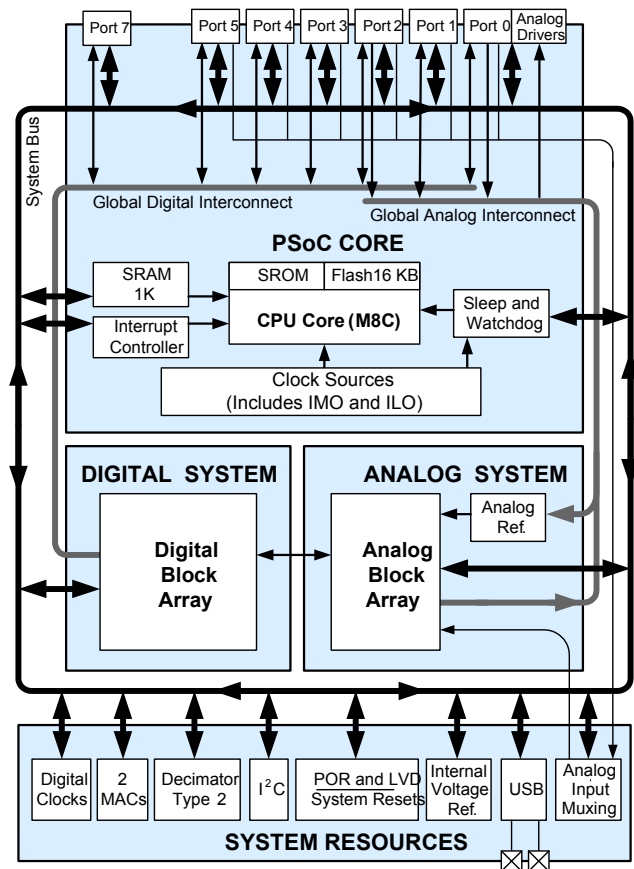 Port 7
Port 5
Port 4
Port 3
Port 2
Port 1
Port 0
Analog
Drivers
System Bus
Global Digital Interconnect
Global Analog Interconnect
PSoC CORE
SRAM
1K
SROM
Flash16 KB
CPU Core (M8C)
Sleep and
Watchdog
Interrupt
Controller
Clock Sources
(Includes IMO and ILO)
DIGITAL SYSTEM
ANALOG SYSTEM
Digital
Block
Array
Analog
Block
Array
Analog
Ref.
Digital
Clocks
2
MACs
Decimator
Type 2
I²C
POR and LVD
System Resets
Internal
Voltage
Ref.
USB
Analog
Input
Muxing
SYSTEM RESOURCES